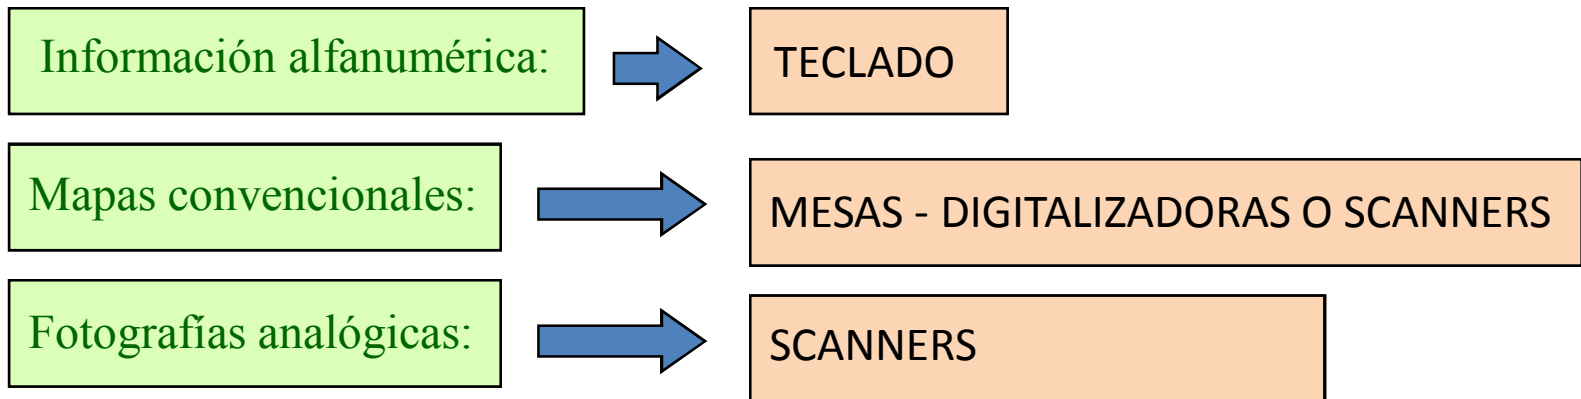 Información alfanumérica:
TECLADO
Mapas convencionales:
MESAS - DIGITALIZADORAS O SCANNERS
Fotografías analógicas:
SCANNERS